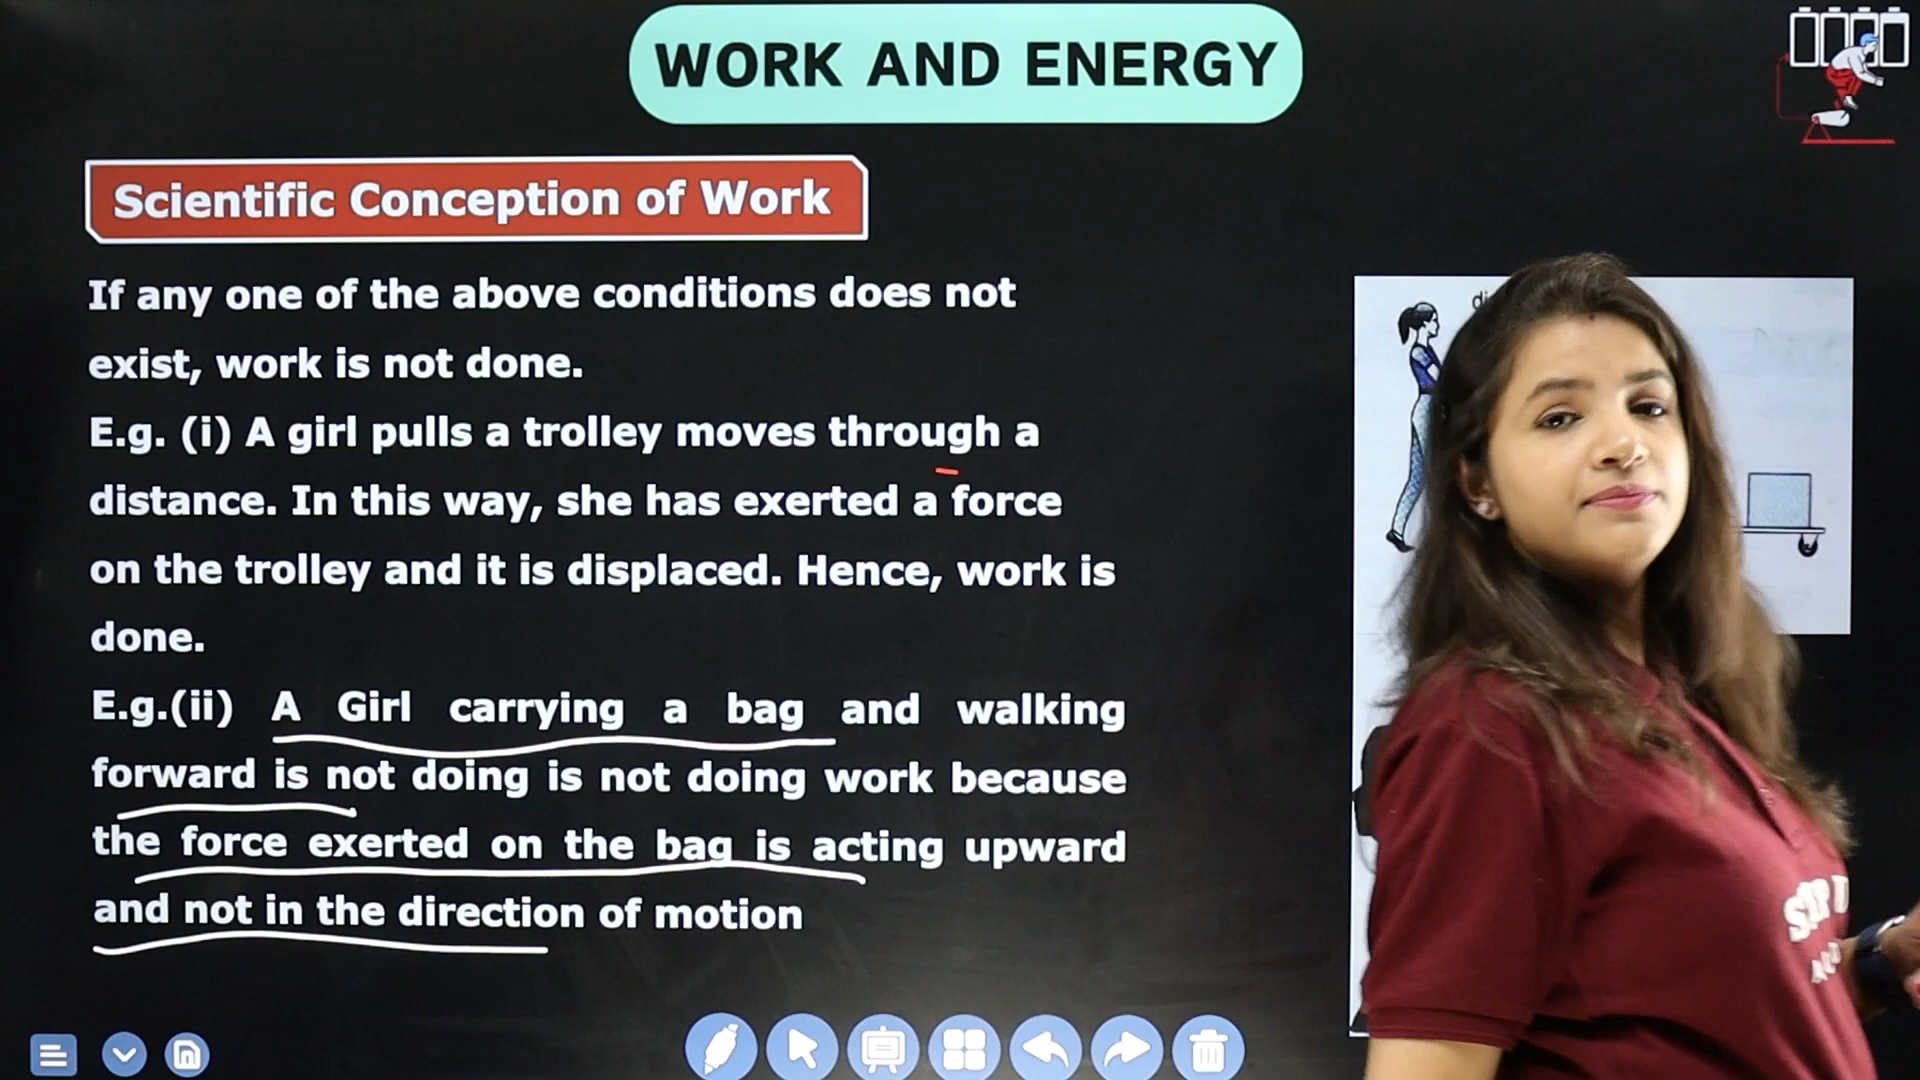 WORK AND ENERGY
Scientific Conception of Work
If any one of the above conditions does not
exist, work is not done.
E.g. (i) A girl pulls a trolley moves through a
distance. In this way, she has exerted a force
on the trolley and it is displaced. Hence, work is
done.
E.g.(ii) A Girl carrying a bag and walking
forward is not doing is not doing work because
the force exerted on the bag is acting upward
and not in the direction of motion